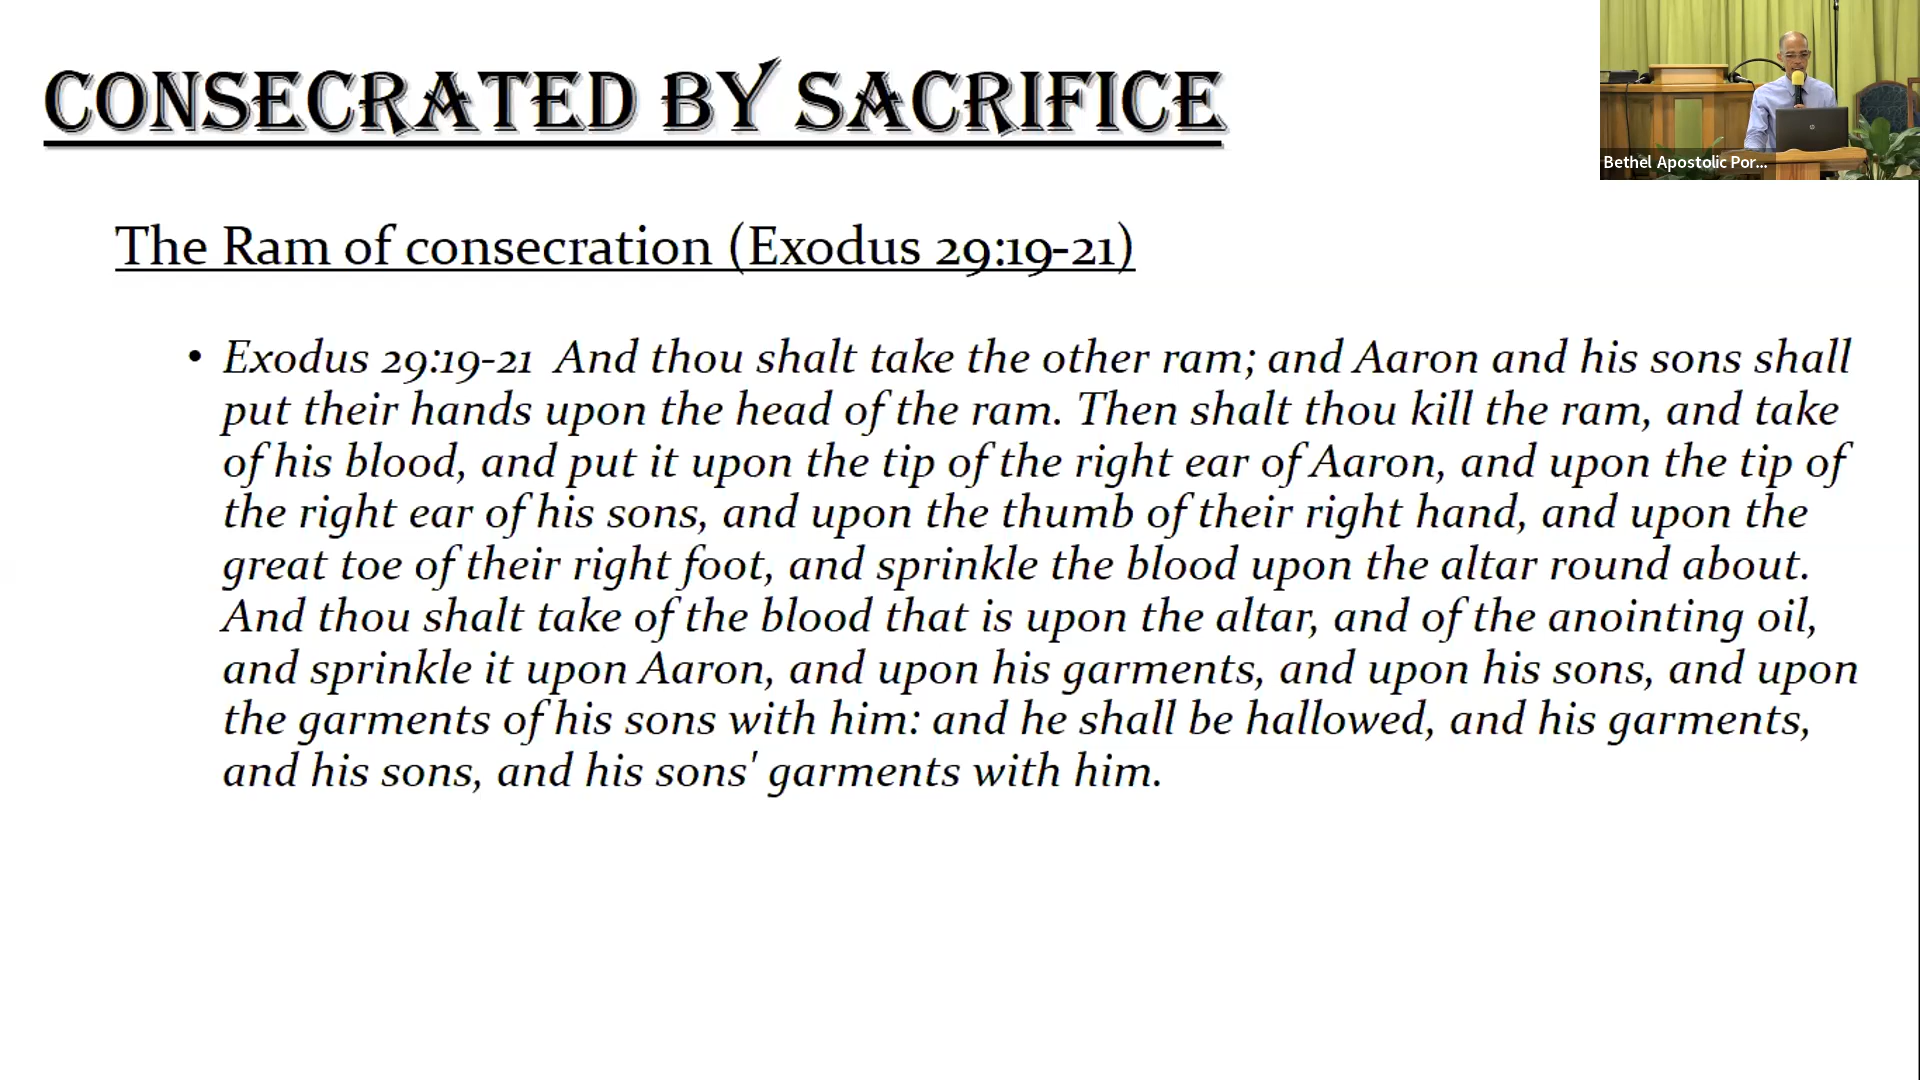 CONSECRATED BY SACRIFICE
Bethel Apostolic Por...
The Ram of consecration (Exodus 29:19-21)
• Exodus 29:19-21  And thou shalt take the other ram; and Aaron and his sons shall
put their hands upon the head of the ram. Then shalt thou kill the ram, and take
of his blood, and put it upon the tip of the right ear of Aaron, and upon the tip of
the right ear of his sons, and upon the thumb of their right hand, and upon the
great toe of their right foot, and sprinkle the blood upon the altar round about.
And thou shalt take of the blood that is upon the altar, and of the anointing oil,
and sprinkle it upon Aaron, and upon his garments, and upon his sons, and upon
the garments of his sons with him: and he shall be hallowed, and his garments,
and his sons, and his sons' garments with him.